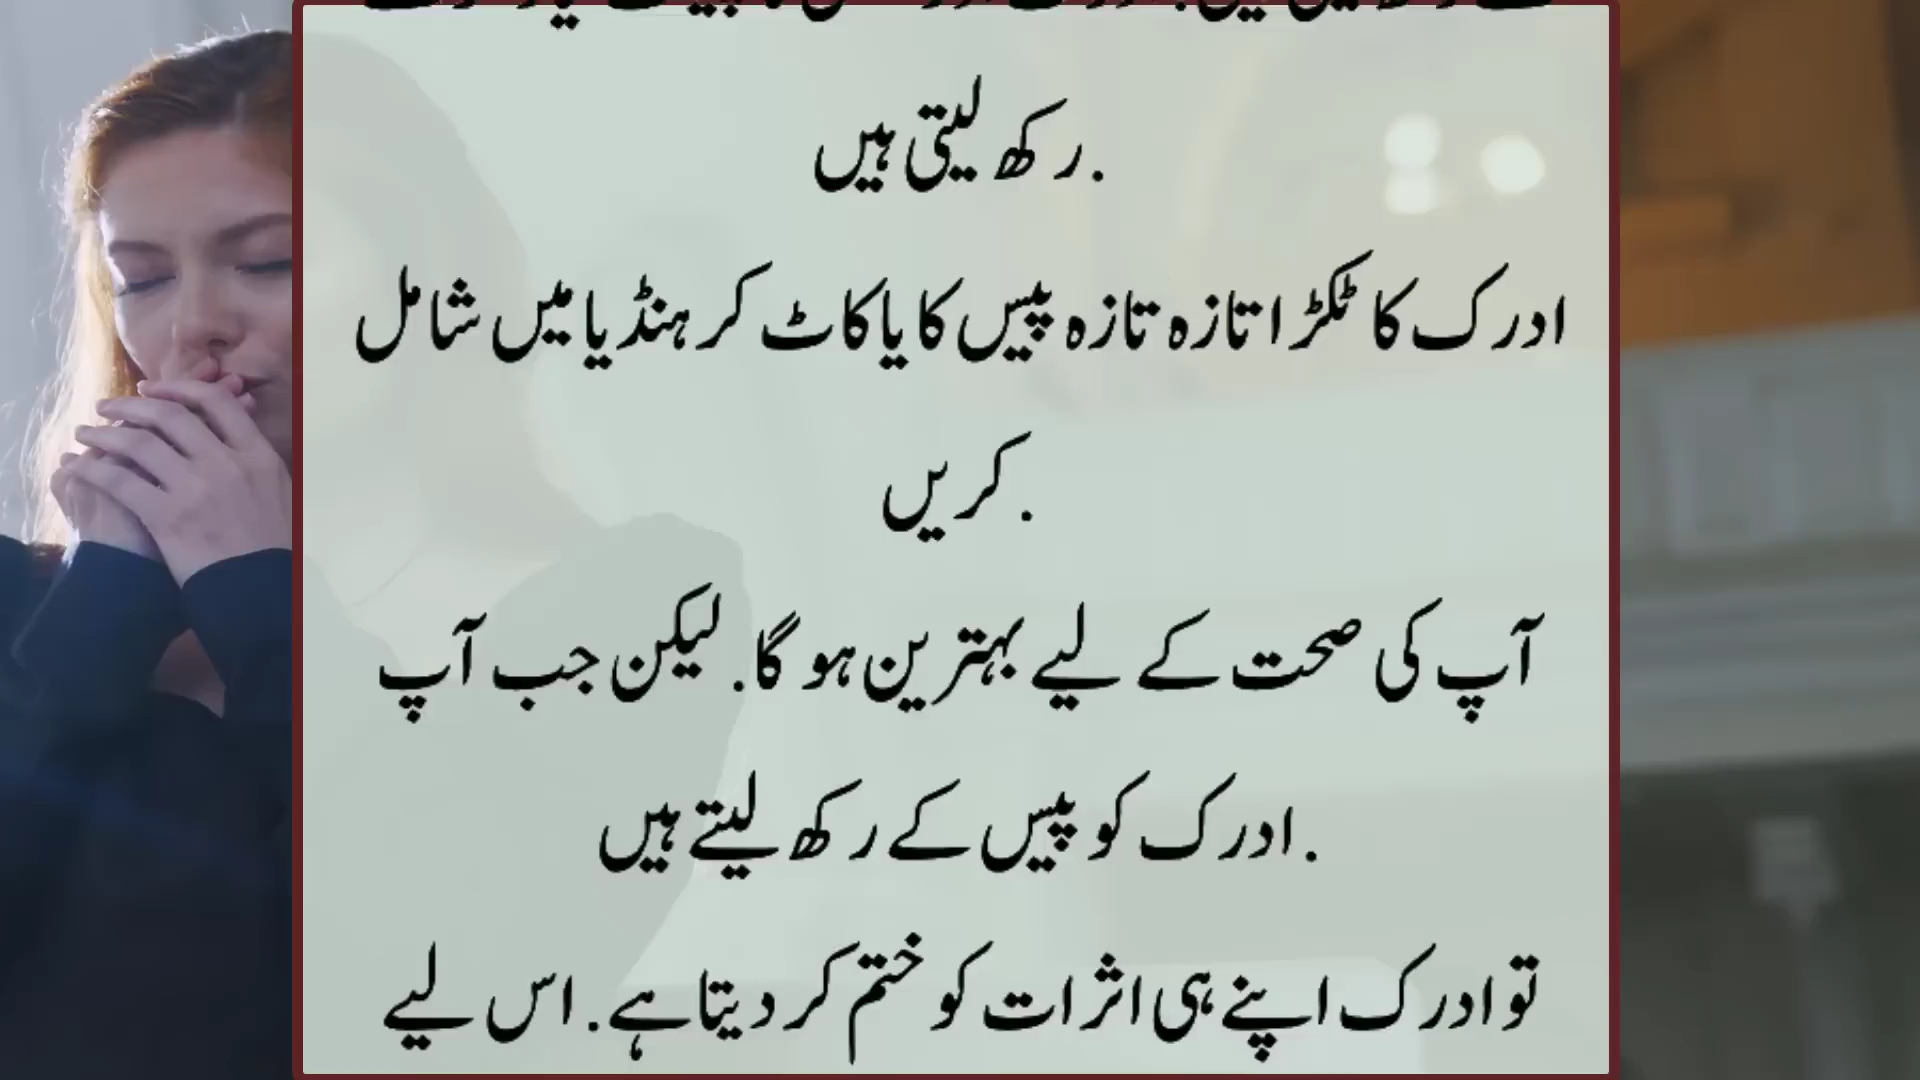 رکھ لیتی ہیں.
ادرک کا ٹکڑا تازہ تازہ پیس کا یا کاٹ کر ہنڈیا میں شامل
کریں.
آپ کی صحت کے لیے بہترین ہو گا. لیکن جب آپ
ادرک کو پیس کے رکھ لیتے ہیں.
تو ادرک اپنے ہی اثرات کو ختم کر دیتا ہے. اس لیے